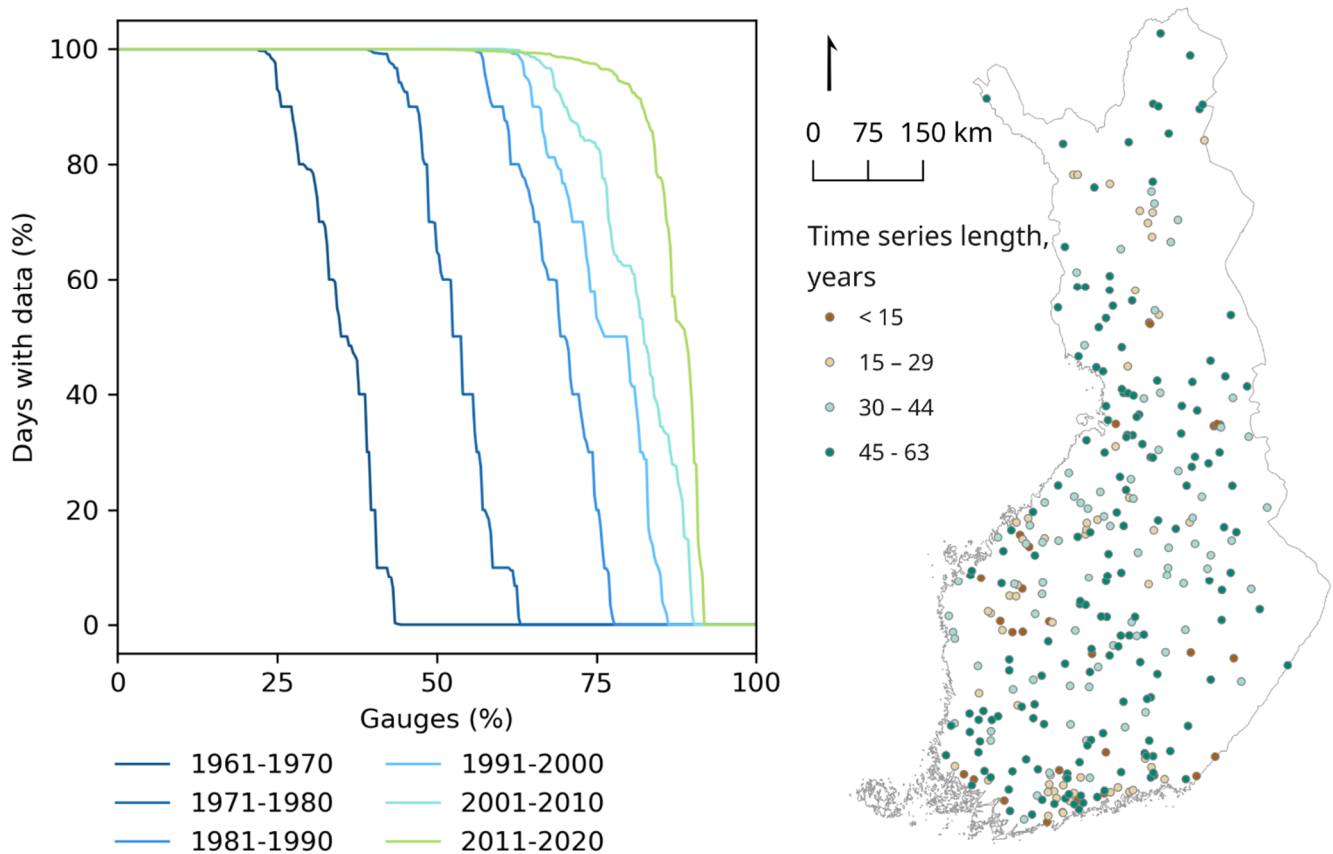 100
80
60
40
20
0
Days with data (%)
0 25 50 75 100
Gauges (%)
1961-1970
1971-1980
1981-1990
1991-2000
2001-2010
2011-2020
0 75 150 km
Time series length,
years
< 15
15 – 29
30 – 44
45 - 63